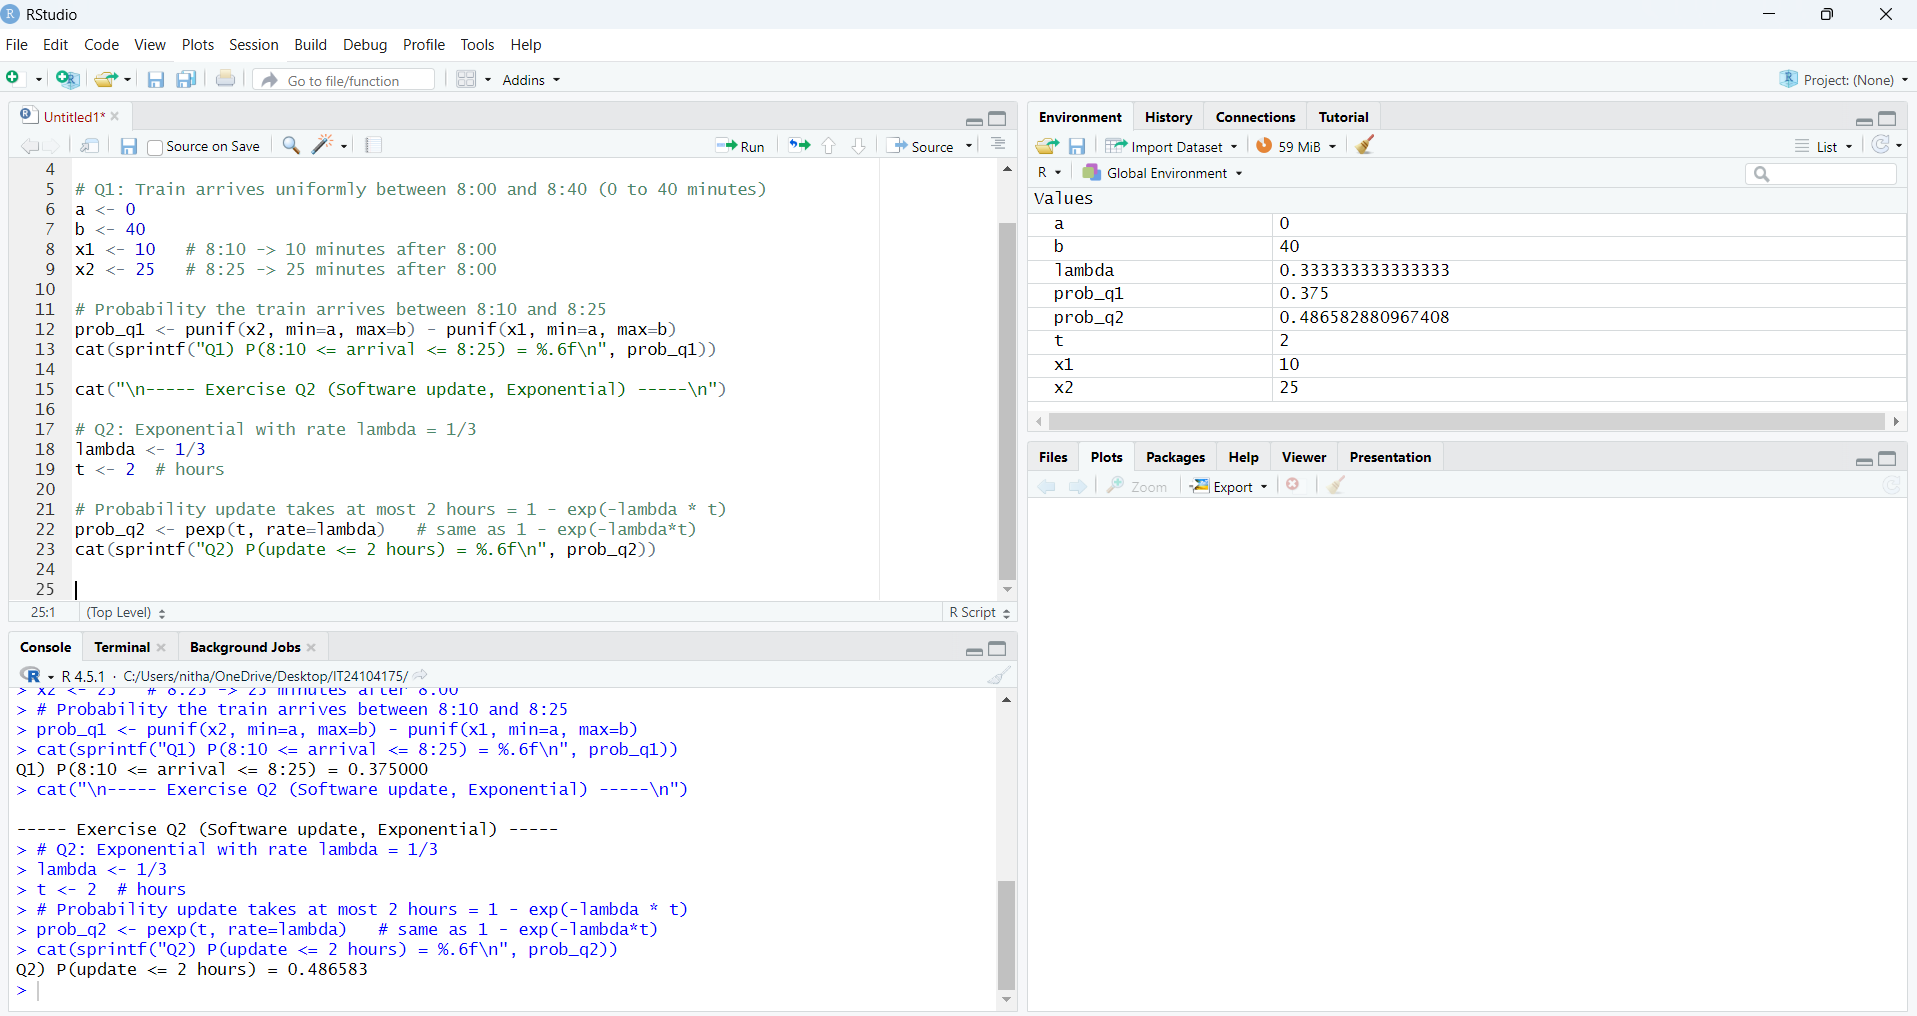 RStudio
File Edit Code View Plots Session Build Debug Profile Tools Help
Go to file/function Addins Project: (None)
Untitled1*
Source on Save Run Source
4
5 # Q1: Train arrives uniformly between 8:00 and 8:40 (0 to 40 minutes)
6 a <- 0
7 b <- 40
8 x1 <- 10   # 8:10 -> 10 minutes after 8:00
9 x2 <- 25   # 8:25 -> 25 minutes after 8:00
10
11 # Probability the train arrives between 8:10 and 8:25
12 prob_q1 <- punif(x2, min=a, max=b) - punif(x1, min=a, max=b)
13 cat(sprintf("Q1) P(8:10 <= arrival <= 8:25) = %.6f\n", prob_q1))
14
15 cat("\n----- Exercise Q2 (Software update, Exponential) -----\n")
16
17 # Q2: Exponential with rate lambda = 1/3
18 lambda <- 1/3
19 t <- 2  # hours
20
21 # Probability update takes at most 2 hours = 1 - exp(-lambda * t)
22 prob_q2 <- pexp(t, rate=lambda)   # same as 1 - exp(-lambda*t)
23 cat(sprintf("Q2) P(update <= 2 hours) = %.6f\n", prob_q2))
24
25
25:1 (Top Level) R Script
Console Terminal Background Jobs
R 4.5.1 · C:/Users/nitha/OneDrive/Desktop/IT24104175/
> x2 <- 25   # 8:25 -> 25 minutes after 8:00
> # Probability the train arrives between 8:10 and 8:25
> prob_q1 <- punif(x2, min=a, max=b) - punif(x1, min=a, max=b)
> cat(sprintf("Q1) P(8:10 <= arrival <= 8:25) = %.6f\n", prob_q1))
Q1) P(8:10 <= arrival <= 8:25) = 0.375000
> cat("\n----- Exercise Q2 (Software update, Exponential) -----\n")
----- Exercise Q2 (Software update, Exponential) -----
> # Q2: Exponential with rate lambda = 1/3
> lambda <- 1/3
> t <- 2  # hours
> # Probability update takes at most 2 hours = 1 - exp(-lambda * t)
> prob_q2 <- pexp(t, rate=lambda)   # same as 1 - exp(-lambda*t)
> cat(sprintf("Q2) P(update <= 2 hours) = %.6f\n", prob_q2))
Q2) P(update <= 2 hours) = 0.486583
>
Environment History Connections Tutorial
Import Dataset 59 MiB List
R Global Environment
Values
a 0
b 40
lambda 0.333333333333333
prob_q1 0.375
prob_q2 0.486582880967408
t 2
x1 10
x2 25
Files Plots Packages Help Viewer Presentation
Zoom Export